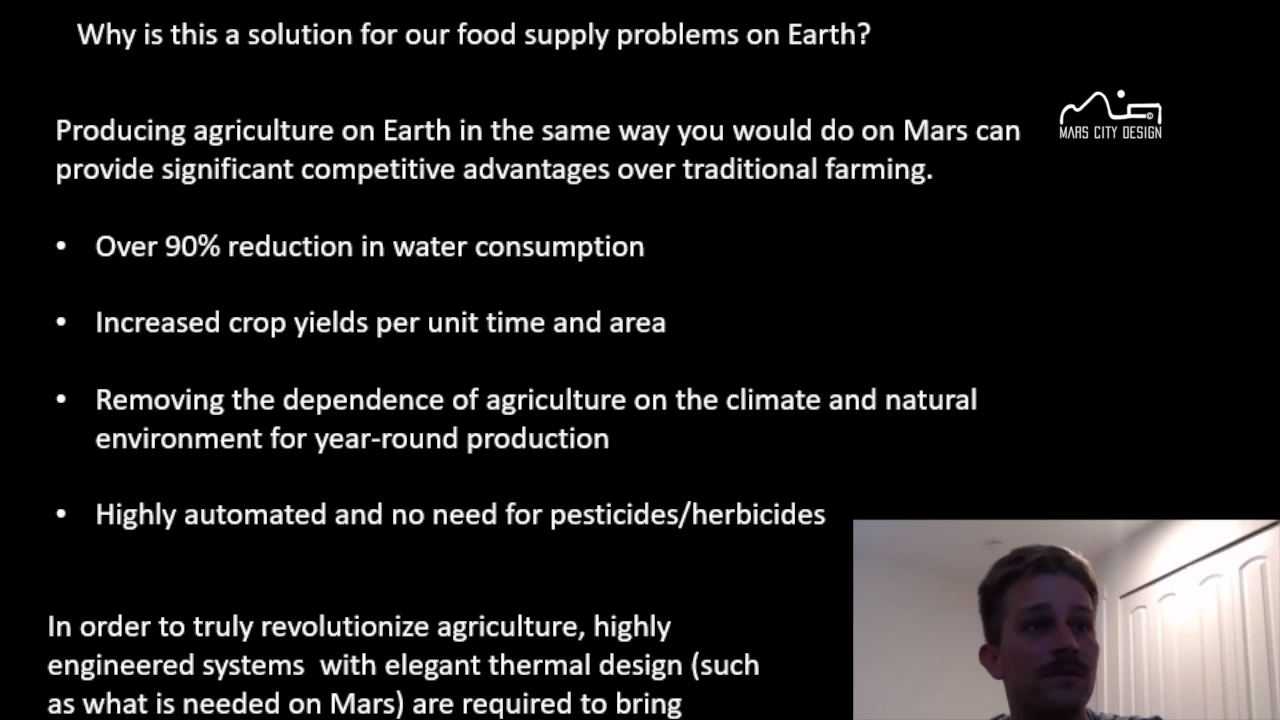 Why is this a solution for our food supply problems on Earth?
Producing agriculture on Earth in the same way you would do on Mars can
provide significant competitive advantages over traditional farming.
MARS CITY DESIGN
• Over 90% reduction in water consumption
• Increased crop yields per unit time and area
• Removing the dependence of agriculture on the climate and natural
environment for year-round production
• Highly automated and no need for pesticides/herbicides
In order to truly revolutionize agriculture, highly
engineered systems  with elegant thermal design (such
as what is needed on Mars) are required to bring